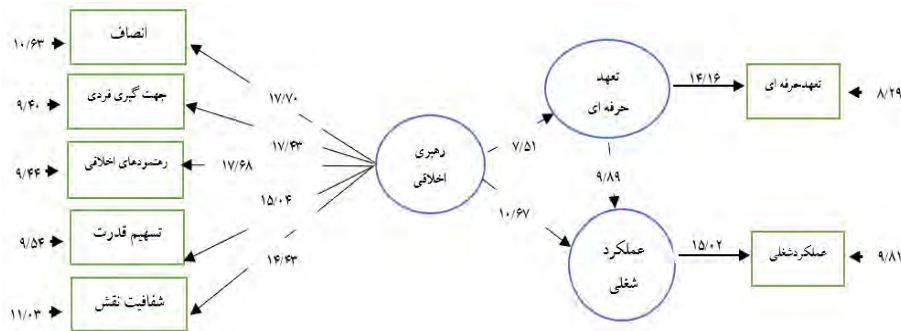 انصاف
۱۰/۶۳
جهت گیری فردی
۹/۴۰
رهنمودهای اخلاقی
۹/۴۴
تسهیم قدرت
۹/۵۴
شفافیت نقش
۱۱/۰۳
۱۷/۷۰
۱۷/۴۳
۱۷/۶۸
۱۵/۰۴
۱۴/۴۳
رهبری
اخلاقی
۷/۵۱
۱۰/۶۷
تعهد
حرفه ای
۹/۸۹
عملکرد
شغلی
۱۴/۱۶
۱۵/۰۲
تعهدحرفه ای
۸/۲۹
عملکردشغلی
۹/۸۱